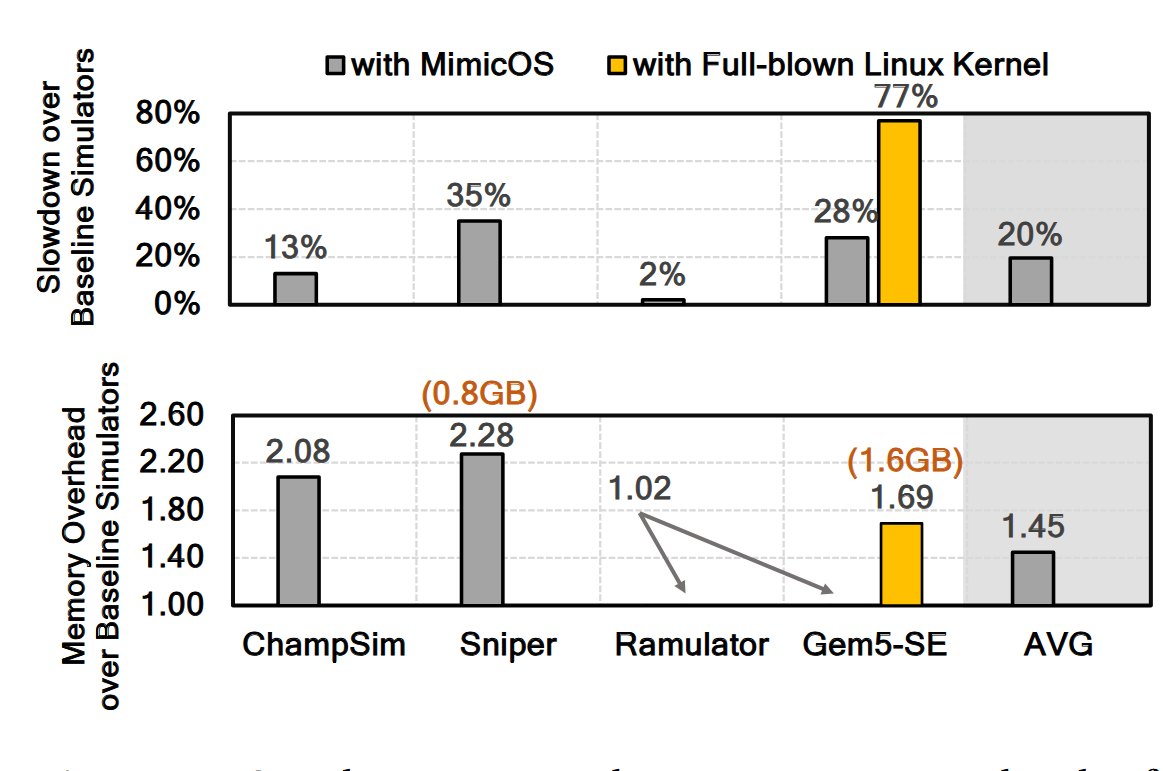 with MimicOS with Full-blown Linux Kernel
Slowdown over
Baseline Simulators
80%
60%
40%
20%
0%
13%
35%
2%
28%
77%
20%
Memory Overhead
over Baseline Simulators
2.60
2.20
1.80
1.40
1.00
2.08
(0.8GB)
2.28
1.02
(1.6GB)
1.69
1.45
ChampSim Sniper Ramulator Gem5-SE AVG